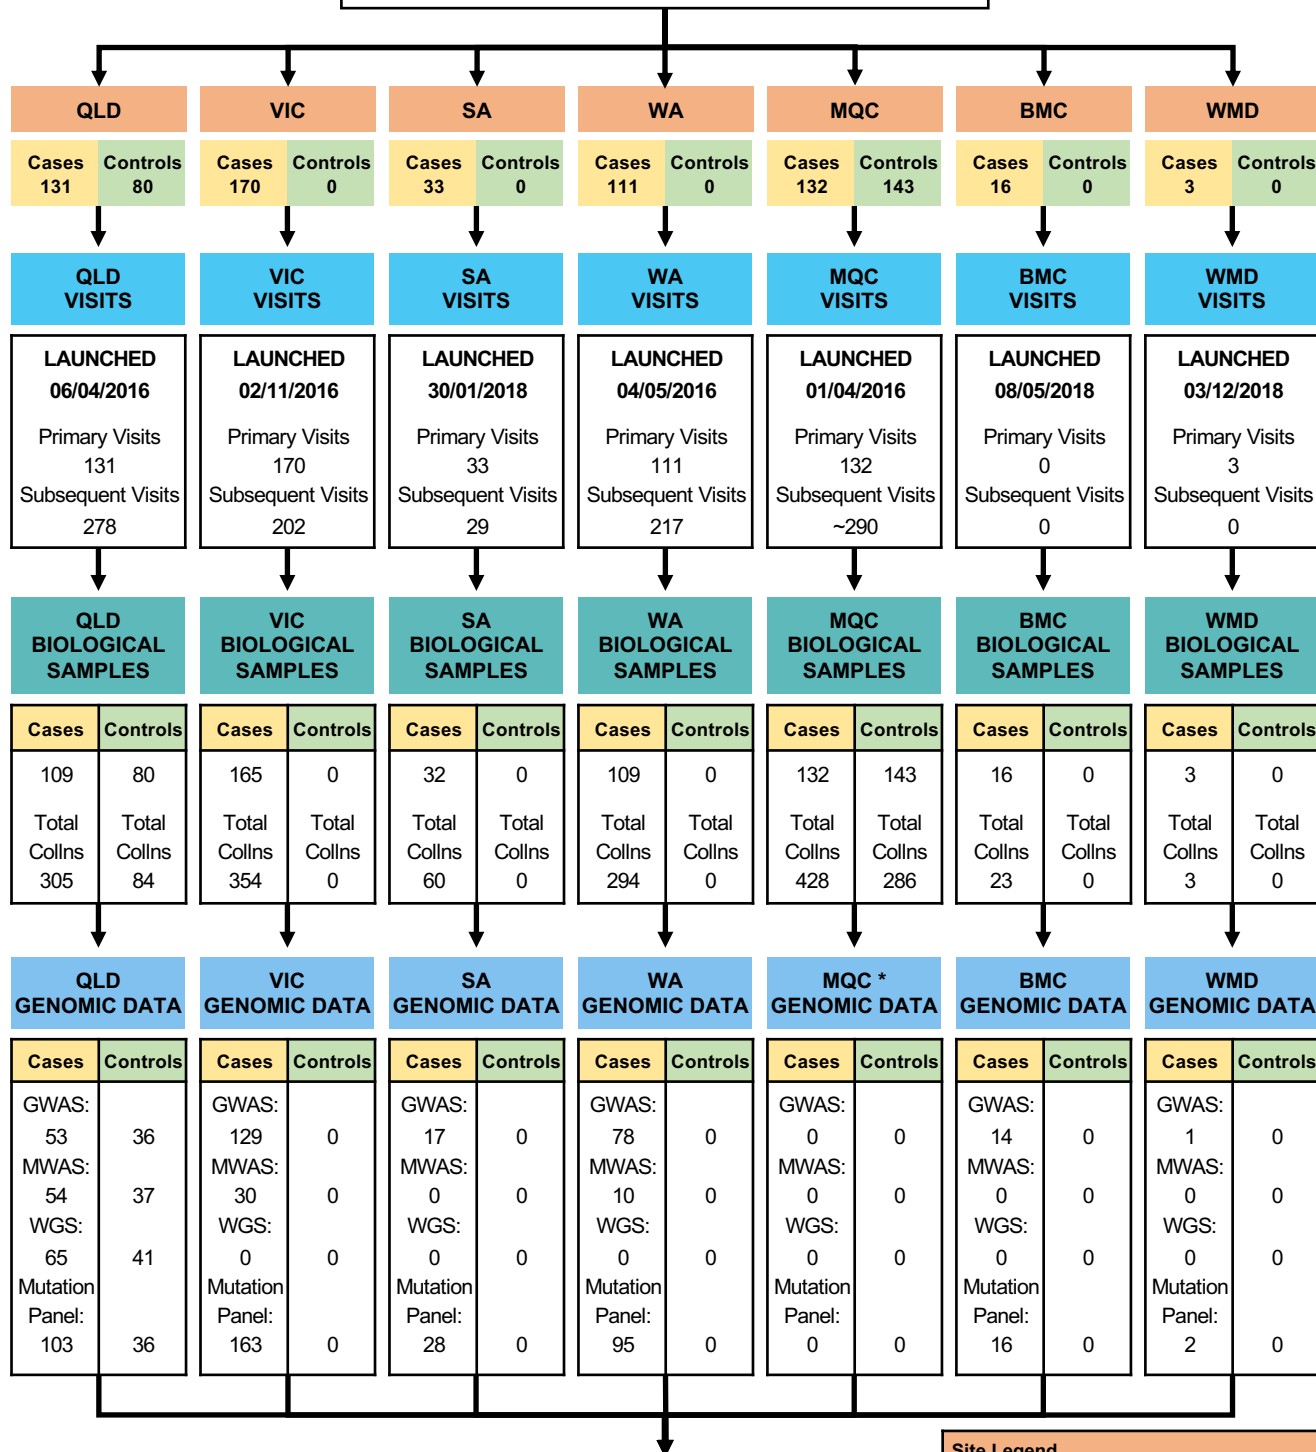 QLD VIC SA WA MQC BMC WMD
Cases Controls Cases Controls Cases Controls Cases Controls Cases Controls Cases Controls Cases Controls
131 80 170 0 33 0 111 0 132 143 16 0 3 0
QLD VIC SA WA MQC BMC WMD
VISITS VISITS VISITS VISITS VISITS VISITS VISITS
LAUNCHED LAUNCHED LAUNCHED LAUNCHED LAUNCHED LAUNCHED LAUNCHED
06/04/2016 02/11/2016 30/01/2018 04/05/2016 01/04/2016 08/05/2018 03/12/2018
Primary Visits Primary Visits Primary Visits Primary Visits Primary Visits Primary Visits Primary Visits
131 170 33 111 132 0 3
Subsequent Visits Subsequent Visits Subsequent Visits Subsequent Visits Subsequent Visits Subsequent Visits Subsequent Visits
278 202 29 217 ~290 0 0
QLD VIC SA WA MQC BMC WMD
BIOLOGICAL BIOLOGICAL BIOLOGICAL BIOLOGICAL BIOLOGICAL BIOLOGICAL BIOLOGICAL
SAMPLES SAMPLES SAMPLES SAMPLES SAMPLES SAMPLES SAMPLES
Cases Controls Cases Controls Cases Controls Cases Controls Cases Controls Cases Controls Cases Controls
109 80 165 0 32 0 109 0 132 143 16 0 3 0
Total Total Total Total Total Total Total Total Total Total Total Total Total Total
Collns Collns Collns Collns Collns Collns Collns Collns Collns Collns Collns Collns Collns Collns
305 84 354 0 60 0 294 0 428 286 23 0 3 0
QLD VIC SA WA MQC * BMC WMD
GENOMIC DATA GENOMIC DATA GENOMIC DATA GENOMIC DATA GENOMIC DATA GENOMIC DATA GENOMIC DATA
Cases Controls Cases Controls Cases Controls Cases Controls Cases Controls Cases Controls Cases Controls
GWAS: GWAS: GWAS: GWAS: GWAS: GWAS: GWAS:
53 36 129 0 17 0 78 0 0 0 14 0 1 0
MWAS: MWAS: MWAS: MWAS: MWAS: MWAS: MWAS:
54 37 30 0 0 0 10 0 0 0 0 0 0 0
WGS: WGS: WGS: WGS: WGS: WGS: WGS:
65 41 0 0 0 0 0 0 0 0 0 0 0 0
Mutation Mutation Mutation Mutation Mutation Mutation Mutation
Panel: Panel: Panel: Panel: Panel: Panel: Panel:
103 36 163 0 28 0 95 0 0 0 16 0 2 0
Site Legend